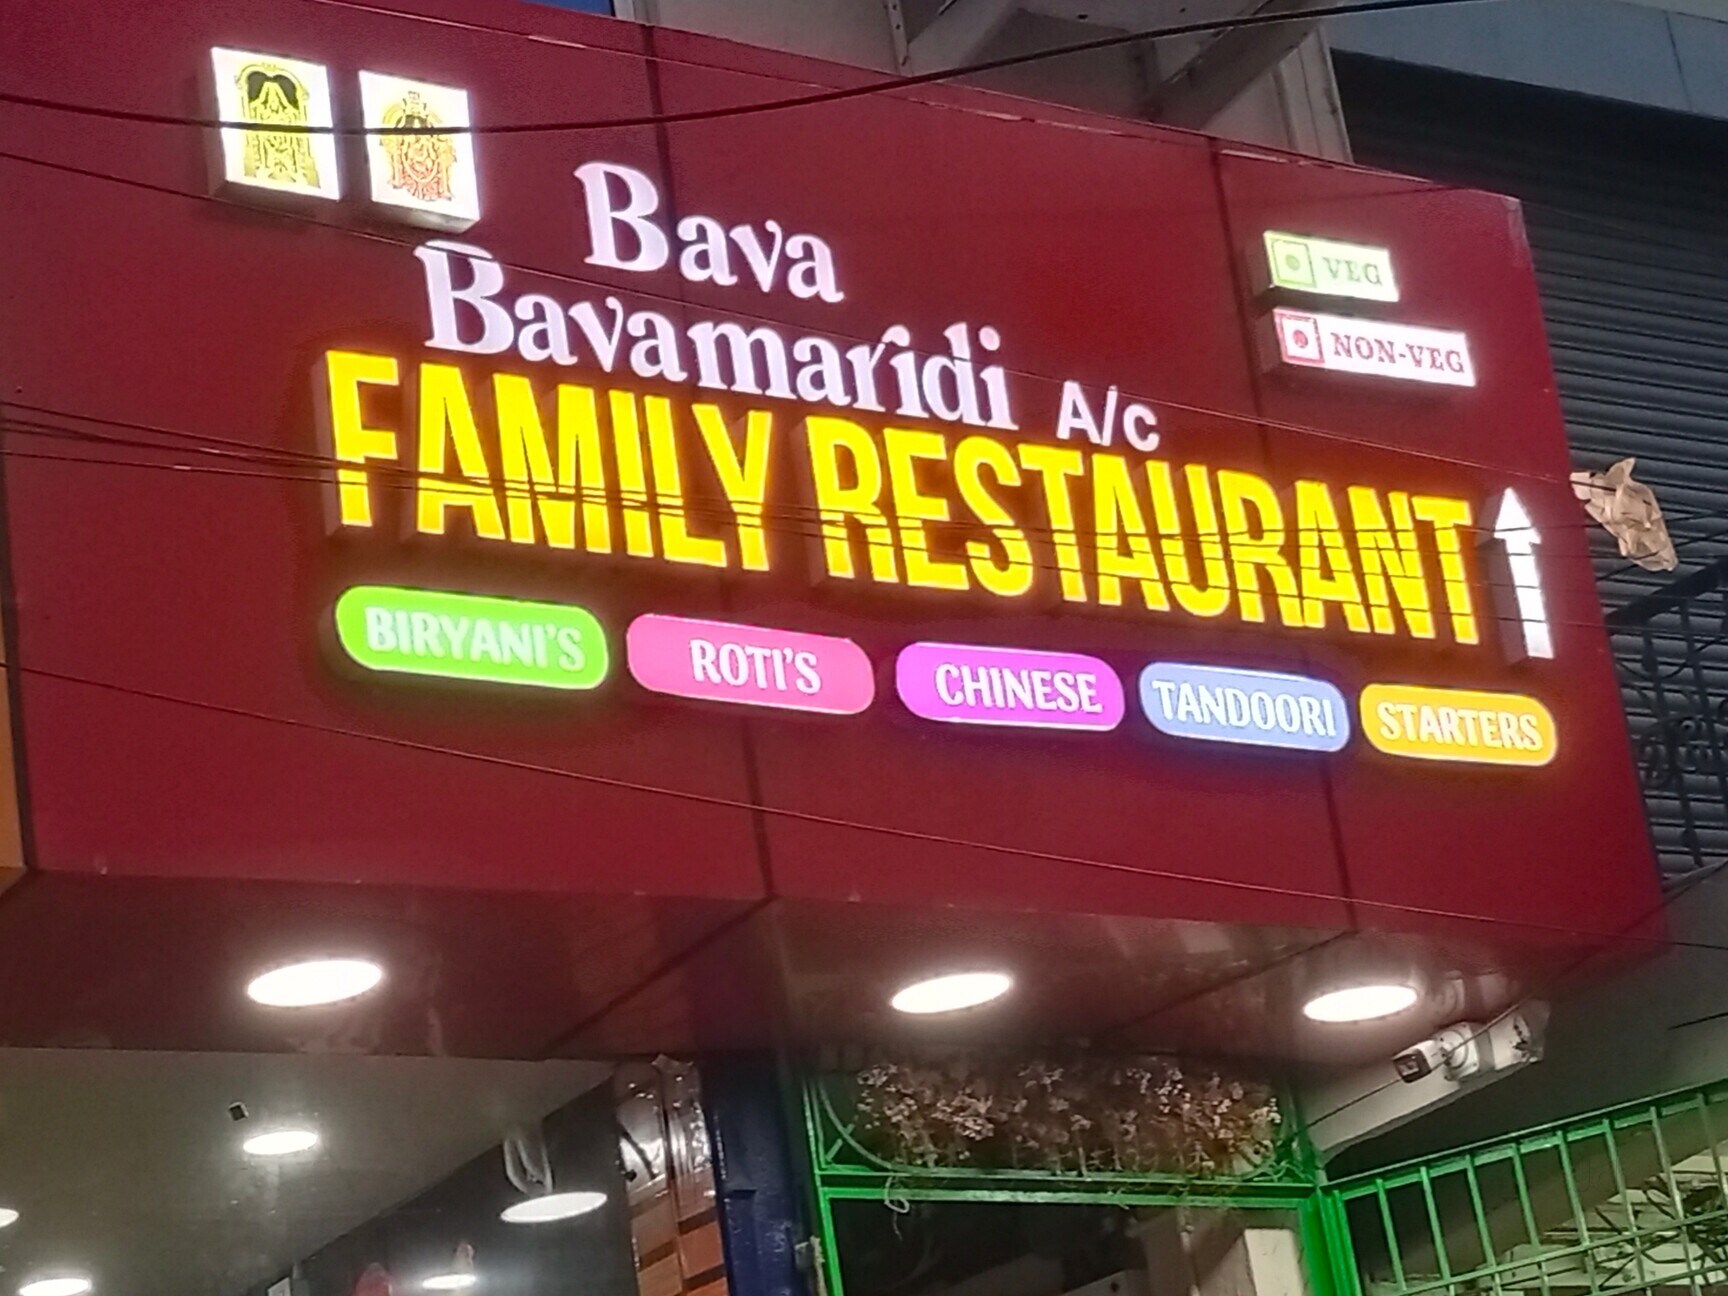 Bava
Bavamaridi A/c
FAMILY RESTAURANT
VEG
NON-VEG
BIRYANI'S ROTI'S CHINESE TANDOORI STARTERS